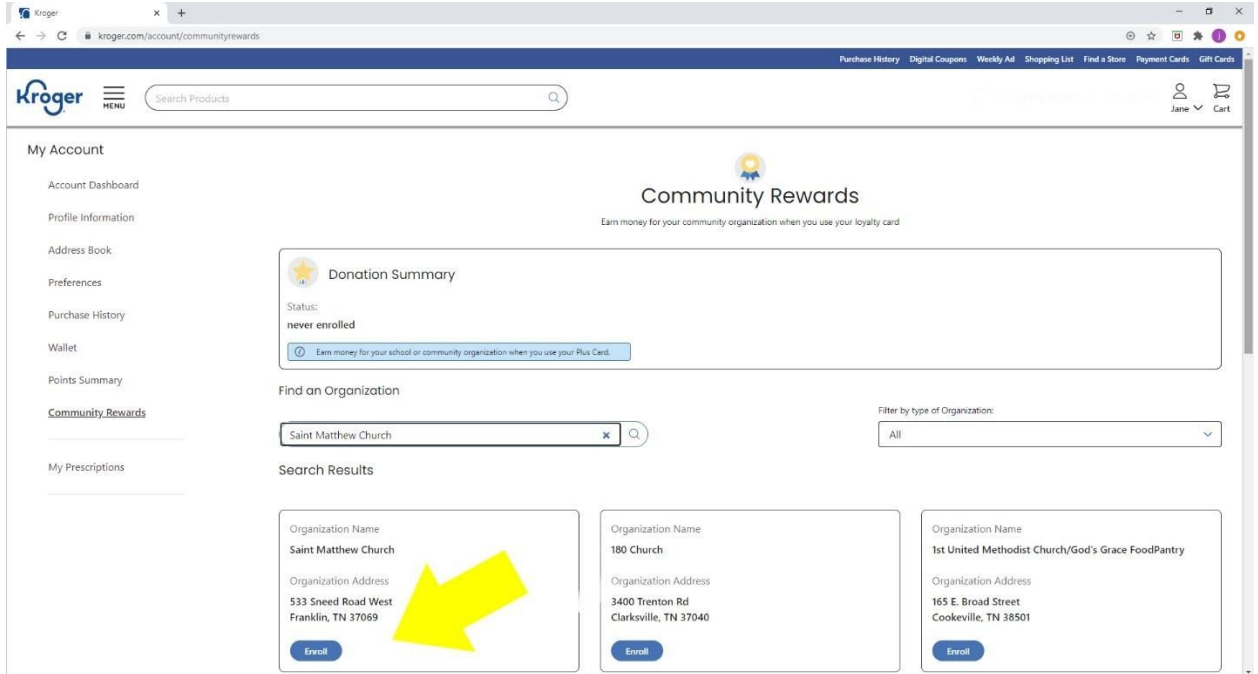 Kroger
kroger.com/account/communityrewards
Purchase History Digital Coupons Weekly Ad Shopping List Find a Store Payment Cards Gift Cards
Kroger MENU Search Products Jane Cart
My Account
Account Dashboard
Profile Information
Address Book
Preferences
Purchase History
Wallet
Points Summary
Community Rewards
My Prescriptions
Community Rewards
Earn money for your community organization when you use your loyalty card
Donation Summary
Status:
never enrolled
Earn money for your school or community organization when you use your Plus Card.
Find an Organization
Filter by type of Organization:
Saint Matthew Church
All
Search Results
Organization Name
Saint Matthew Church
Organization Address
533 Sneed Road West
Franklin, TN 37069
Enroll
Organization Name
180 Church
Organization Address
3400 Trenton Rd
Clarksville, TN 37040
Enroll
Organization Name
1st United Methodist Church/God's Grace FoodPantry
Organization Address
165 E. Broad Street
Cookeville, TN 38501
Enroll